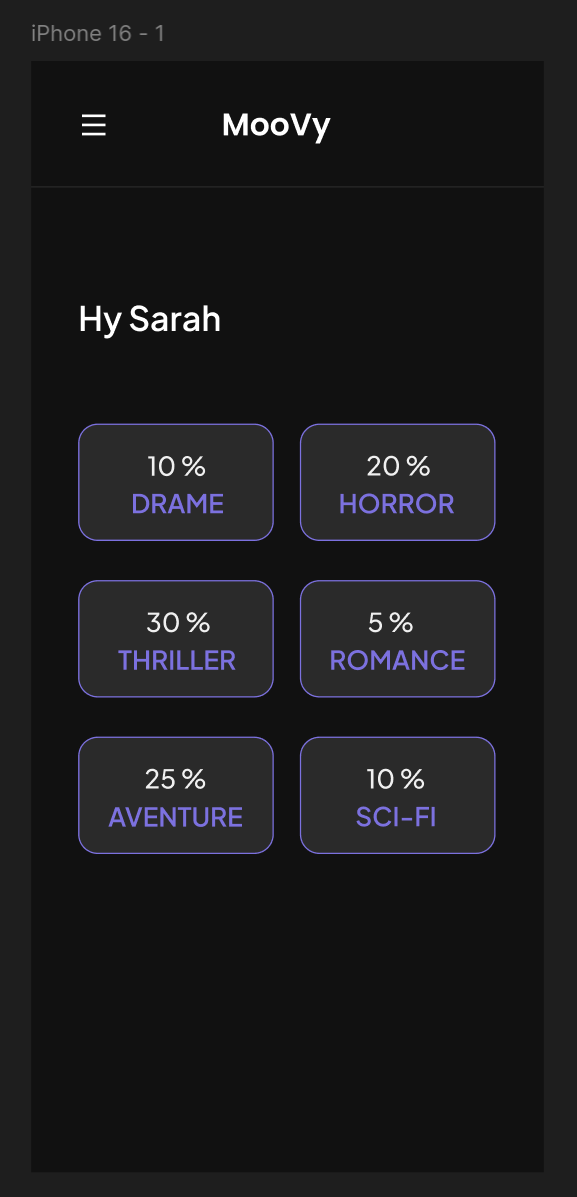 iPhone 16 - 1
MooVy
Hy Sarah
10 %
DRAME
20 %
HORROR
30 %
THRILLER
5 %
ROMANCE
25 %
AVENTURE
10 %
SCI-FI